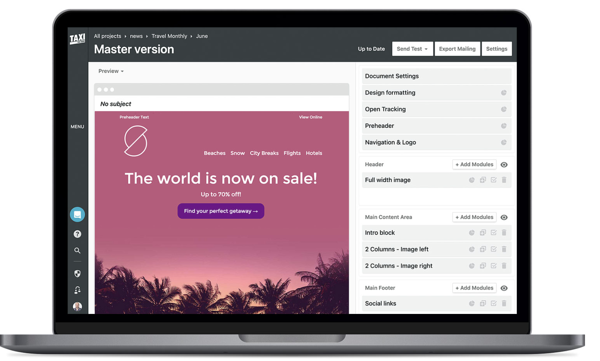 TAXI
All projects › news › Travel Monthly › June
Master version
Up to Date
Send Test
Export Mailing
Settings
MENU
Preview
No subject
Preheader Text
View Online
Beaches Snow City Breaks Flights Hotels
The world is now on sale!
Up to 70% off!
Find your perfect getaway →
Document Settings
Design formatting
Open Tracking
Preheader
Navigation & Logo
Header
+ Add Modules
Full width image
Main Content Area
+ Add Modules
Intro block
2 Columns - Image left
2 Columns - Image right
Main Footer
+ Add Modules
Social links